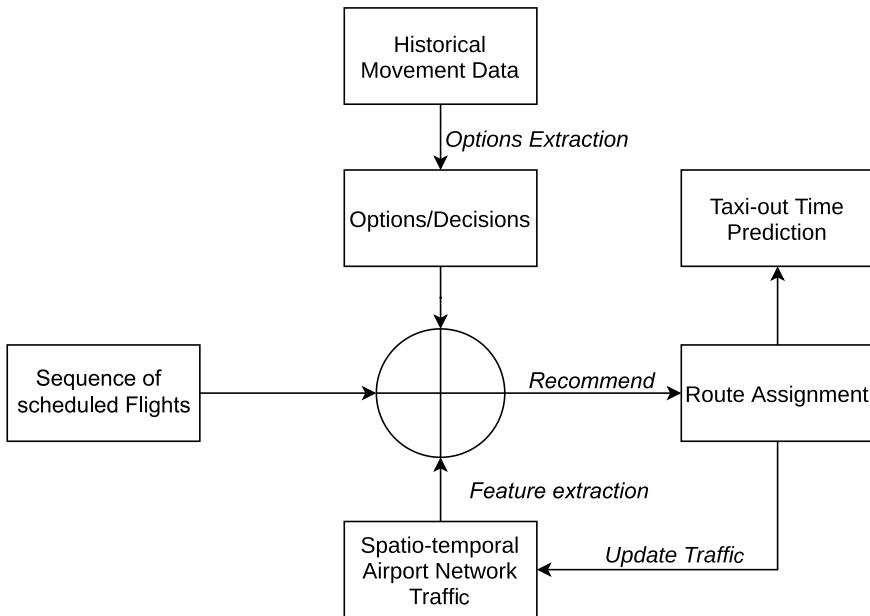 Historical
Movement Data
Options Extraction
Options/Decisions
Taxi-out Time
Prediction
Sequence of
scheduled Flights
Recommend
Route Assignment
Feature extraction
Spatio-temporal
Airport Network
Traffic
Update Traffic